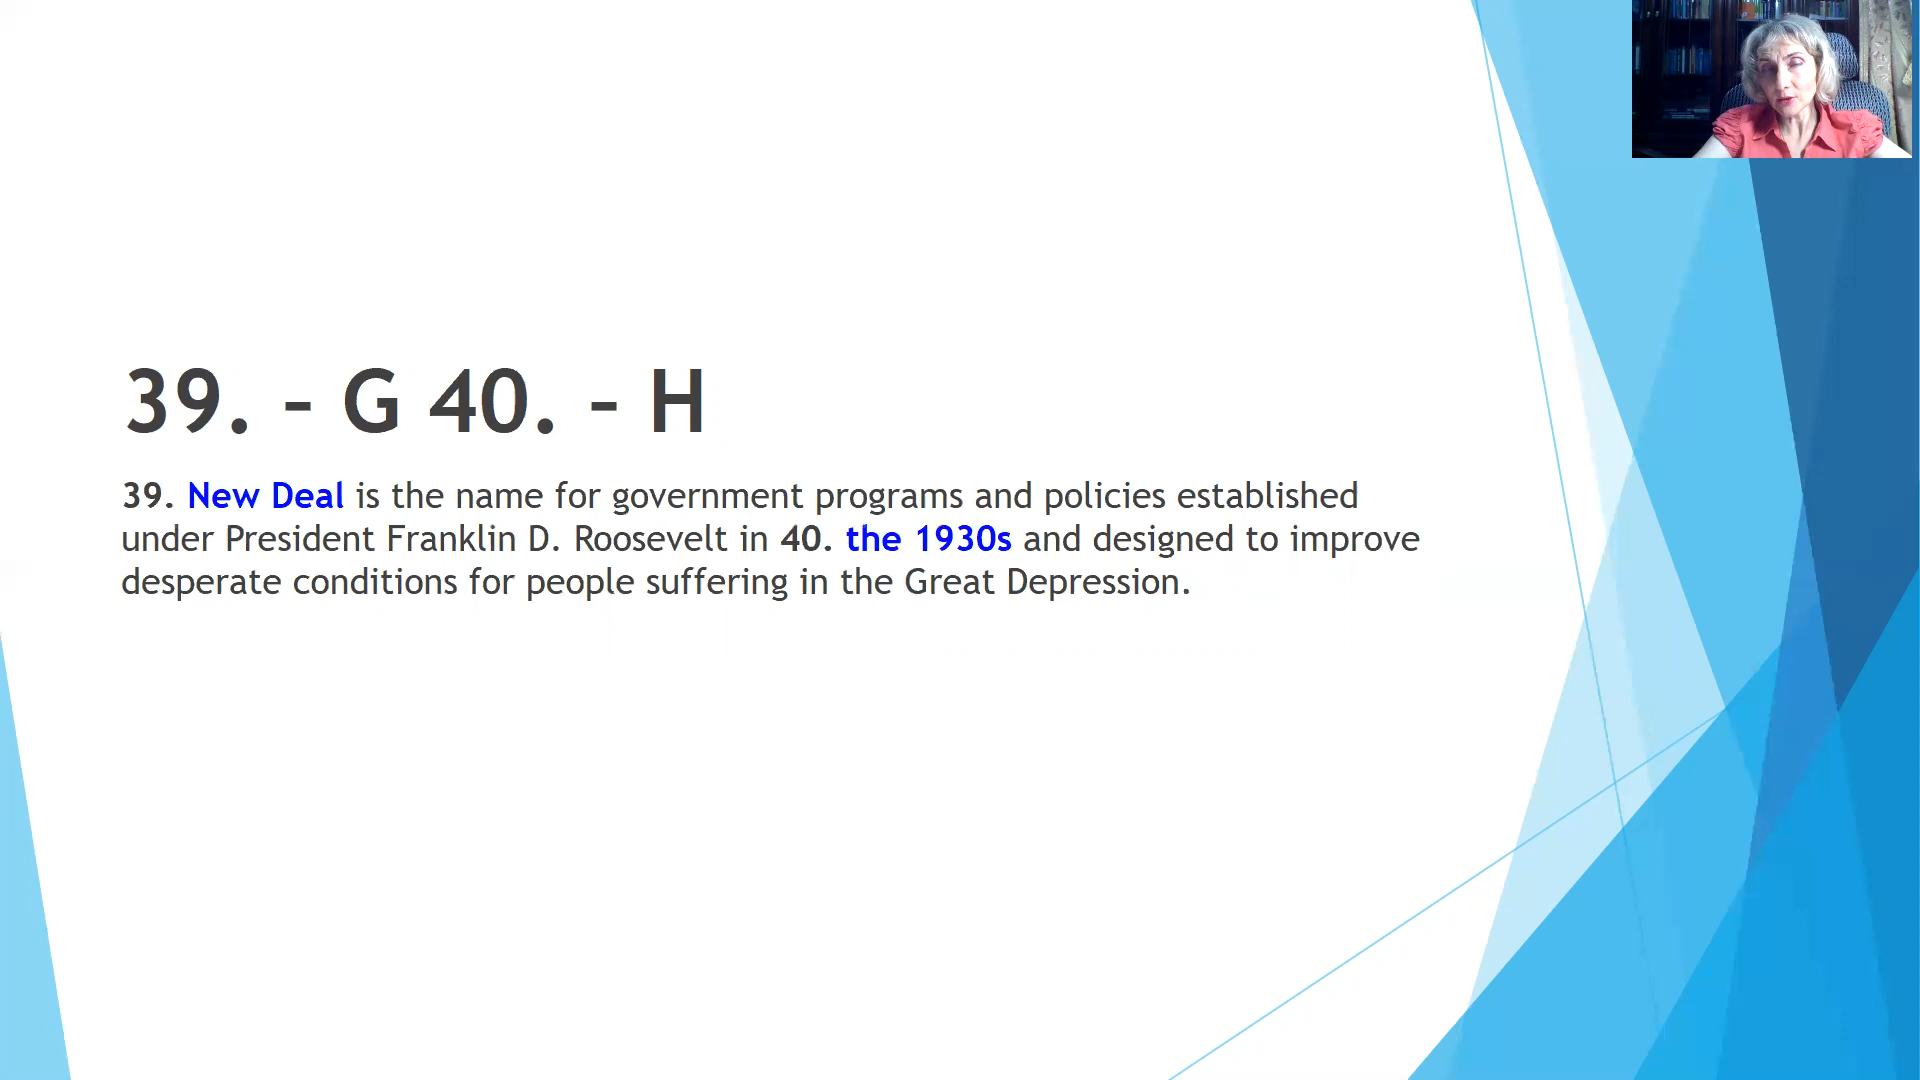 39. – G 40. – H
39. New Deal is the name for government programs and policies established
under President Franklin D. Roosevelt in 40. the 1930s and designed to improve
desperate conditions for people suffering in the Great Depression.